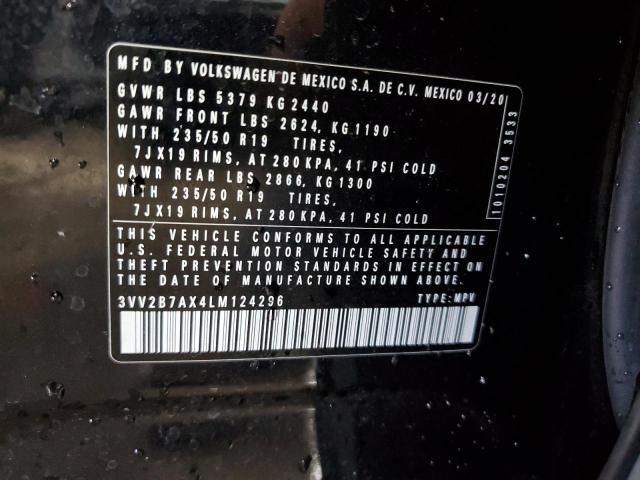 MFD BY VOLKSWAGEN DE MEXICO S.A. DE C.V. MEXICO 03/20
GVWR LBS 5379 KG 2440
GAWR FRONT LBS 2624, KG 1190
WITH 235/50 R19 TIRES,
7JX19 RIMS, AT 280 KPA, 41 PSI COLD
GAWR REAR LBS 2866, KG 1300
WITH 235/50 R19 TIRES,
7JX19 RIMS, AT 280 KPA, 41 PSI COLD
1010204 3533
THIS VEHICLE CONFORMS TO ALL APPLICABLE
U.S. FEDERAL MOTOR VEHICLE SAFETY AND
THEFT PREVENTION STANDARDS IN EFFECT ON
THE DATE OF MANUFACTURE SHOWN ABOVE.
3VV2B7AX4LM124296 TYPE:MPV